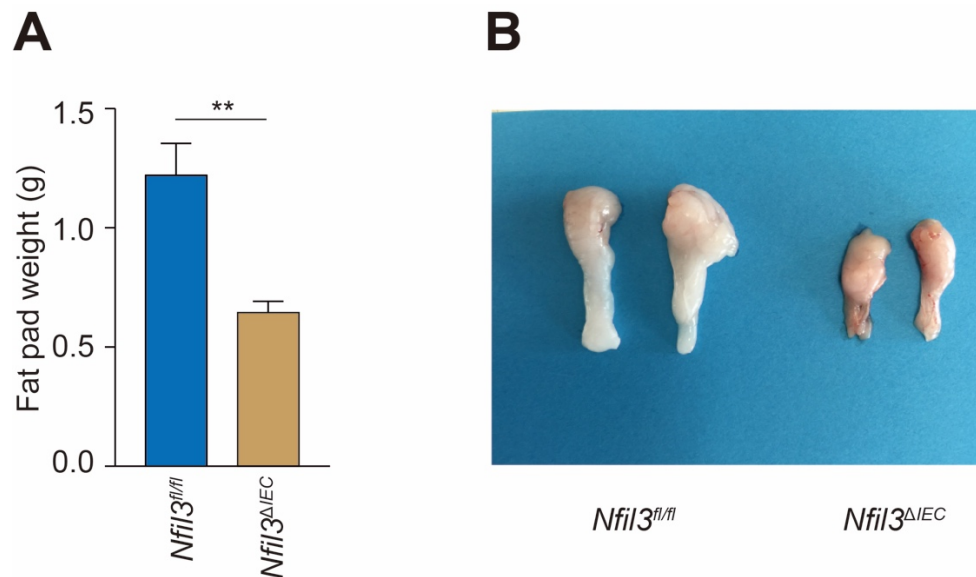 A
B
Fat pad weight (g)
1.5
1.0
0.5
0.0
**
Nfil3fl/fl
Nfil3ΔIEC
Nfil3fl/fl
Nfil3ΔIEC